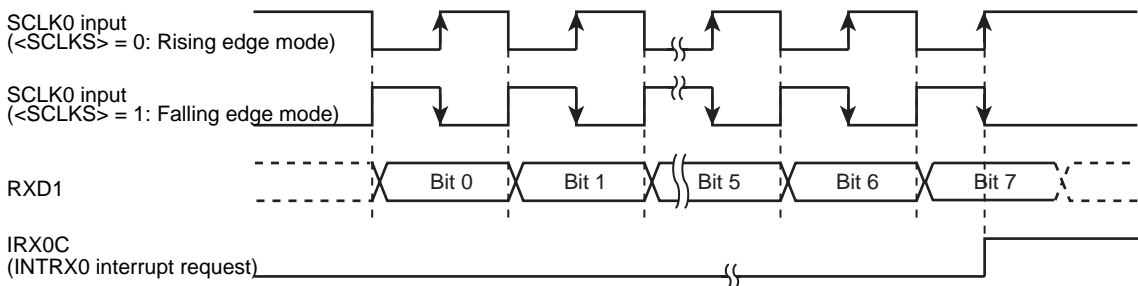 SCLK0 input
(<SCLKS> = 0: Rising edge mode)
SCLK0 input
(<SCLKS> = 1: Falling edge mode)
RXD1
Bit 0
Bit 1
Bit 5
Bit 6
Bit 7
IRX0C
(INTRX0 interrupt request)